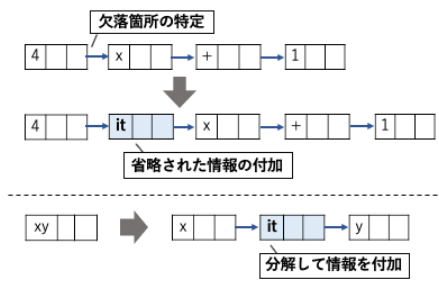 欠落箇所の特定
4 x + 1
4 it x + 1
省略された情報の付加
xy x it y
分解して情報を付加